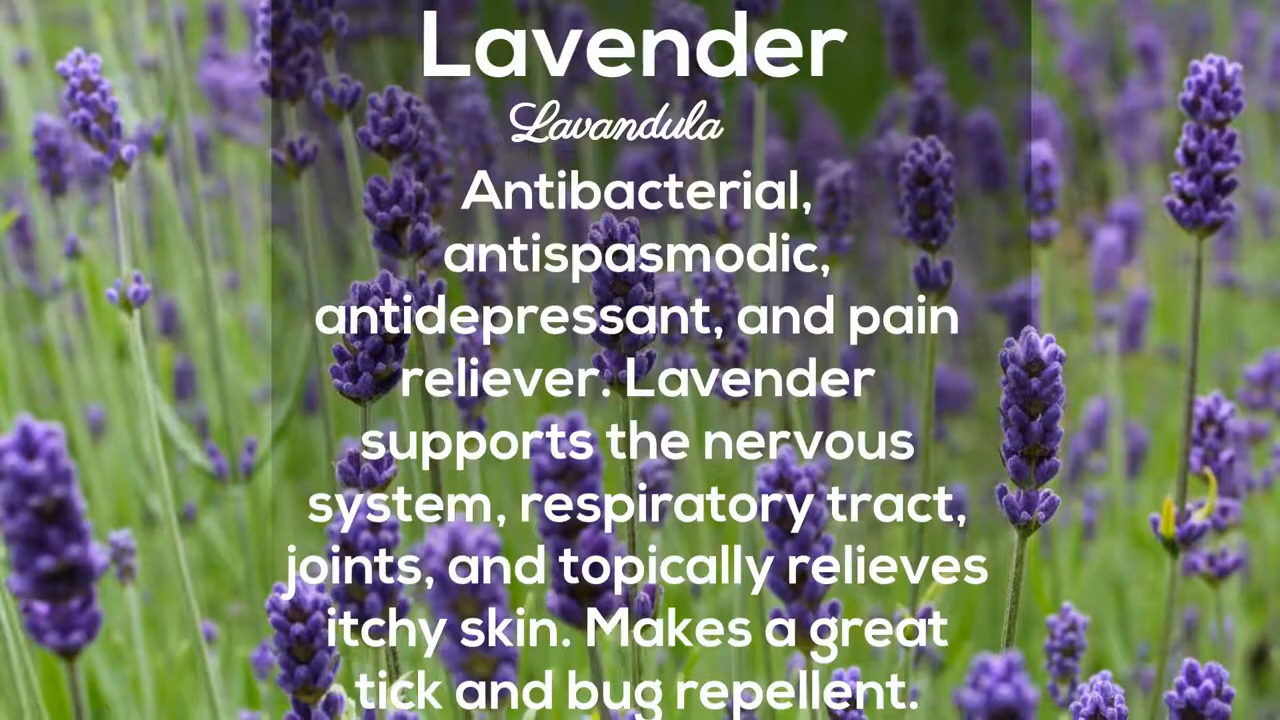 Lavender
Lavandula
Antibacterial,
antispasmodic,
antidepressant, and pain
reliever. Lavender
supports the nervous
system, respiratory tract,
joints, and topically relieves
itchy skin. Makes a great
tick and bug repellent.